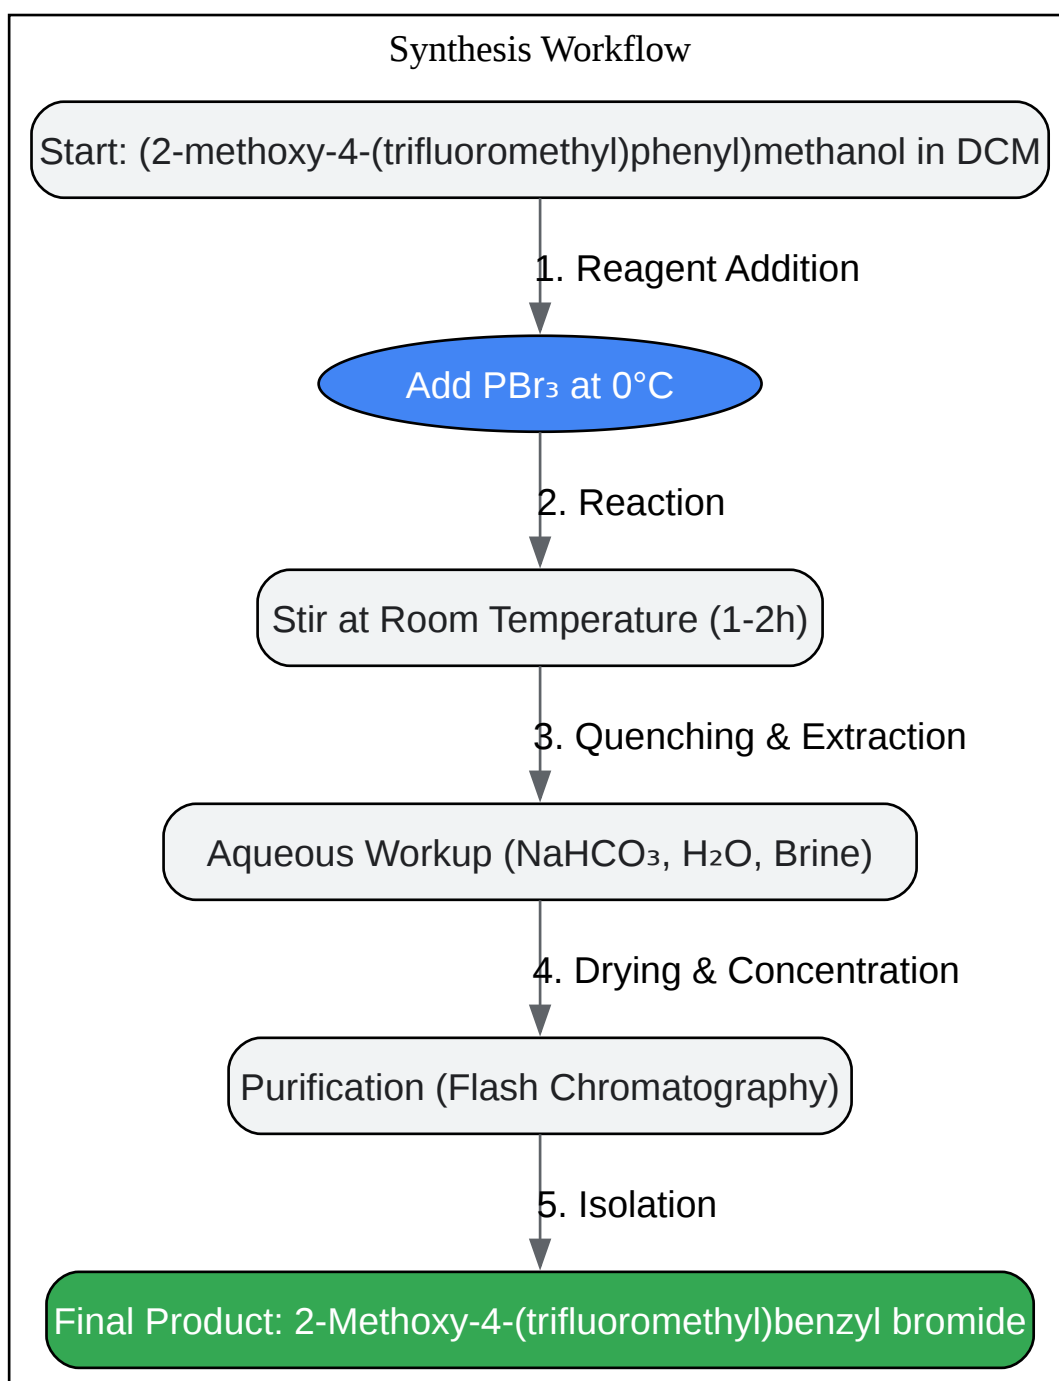 Synthesis Workflow
Start: (2-methoxy-4-(trifluoromethyl)phenyl)methanol in DCM
1. Reagent Addition
Add PBr₃ at 0°C
2. Reaction
Stir at Room Temperature (1-2h)
3. Quenching & Extraction
Aqueous Workup (NaHCO₃, H₂O, Brine)
4. Drying & Concentration
Purification (Flash Chromatography)
5. Isolation
Final Product: 2-Methoxy-4-(trifluoromethyl)benzyl bromide